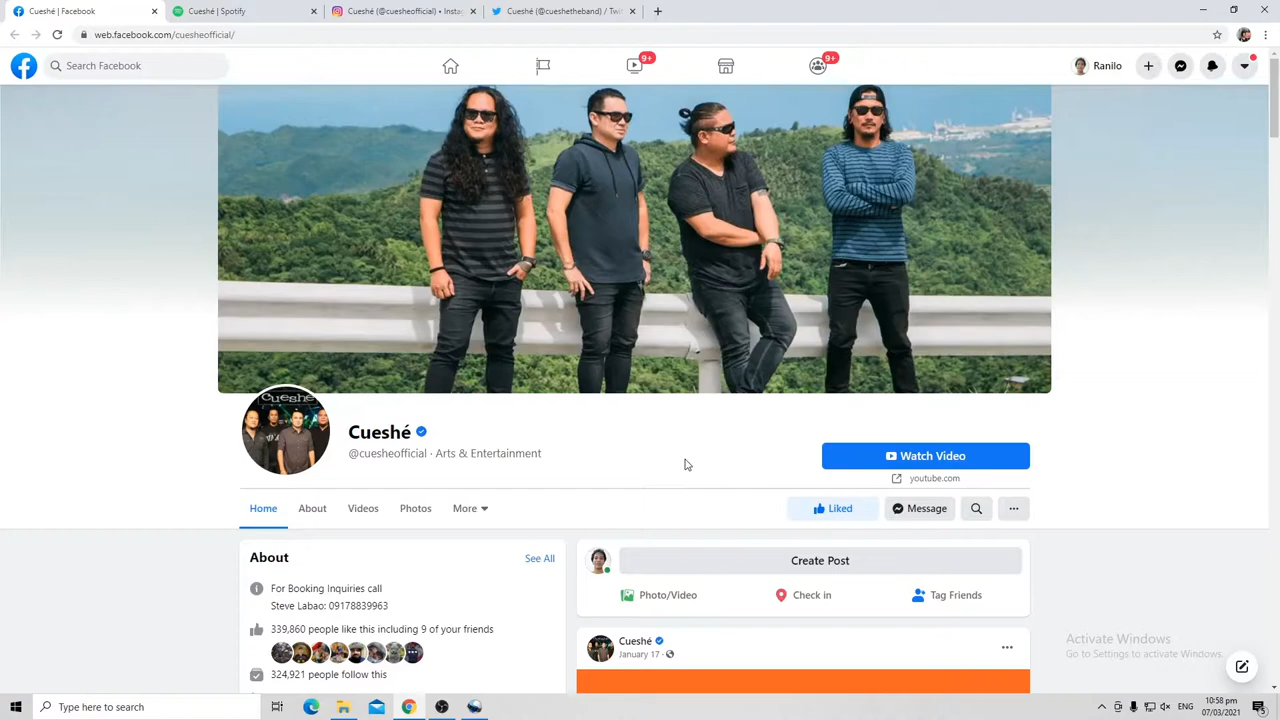 Cueshé | Facebook
Cueshé | Spotify
Cueshé (@cuesheofficial) • Insta
Cueshé (@cueshetheband) / Twit
web.facebook.com/cuesheofficial/
Search Facebook
9+
9+
Ranilo
Cueshé
Cueshé
@cuesheofficial · Arts & Entertainment
Watch Video
youtube.com
Home
About
Videos
Photos
More
Liked
Message
About
See All
Create Post
For Booking Inquiries call
Steve Labao: 09178839963
Photo/Video
Check in
Tag Friends
339,860 people like this including 9 of your friends
Cueshé
January 17 ·
324,921 people follow this
Activate Windows
Go to Settings to activate Windows.
Type here to search
ENG
10:58 pm
07/03/2021
5